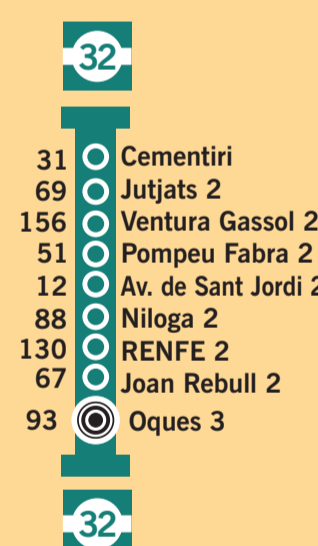 32
31 Cementiri
69 Jutjats 2
156 Ventura Gassol 2
51 Pompeu Fabra 2
12 Av. de Sant Jordi 2
88 Niloga 2
130 RENFE 2
67 Joan Rebull 2
93 Oques 3
32